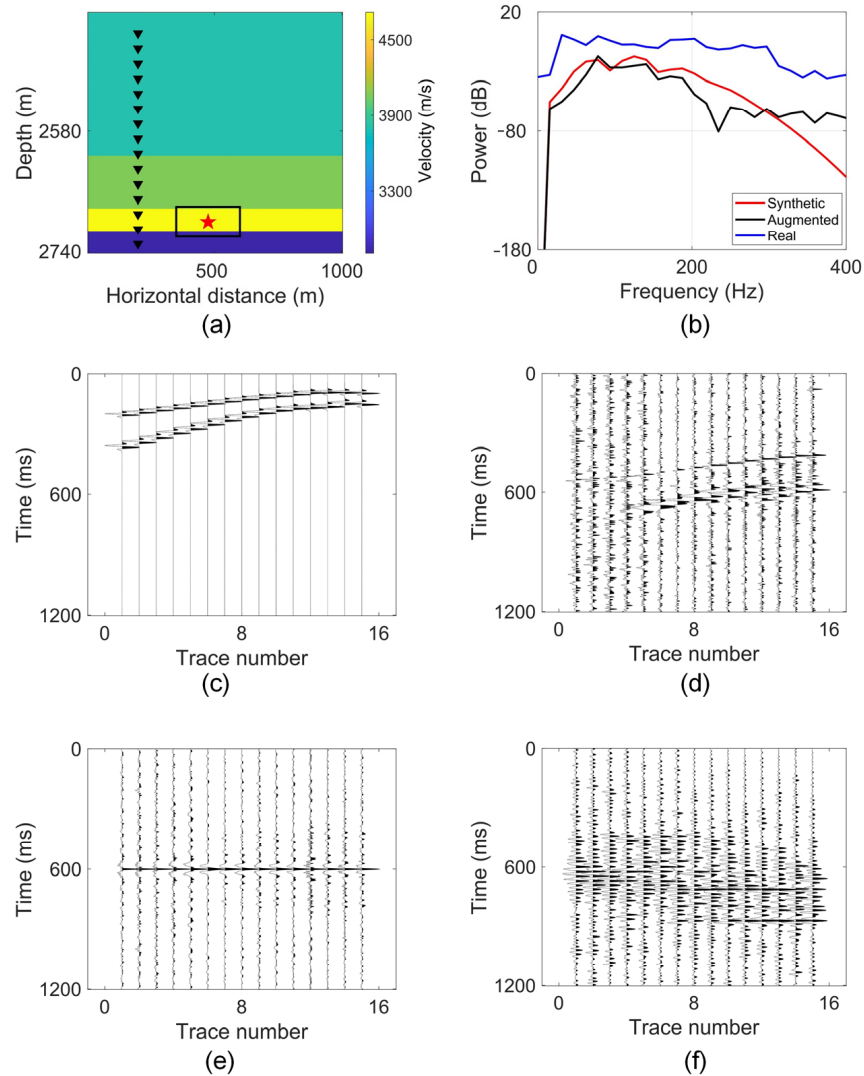 2580
2740
Depth (m)
500
1000
Horizontal distance (m)
4500
3900
3300
Velocity (m/s)
(a)
20
-80
-180
Power (dB)
0
200
400
Frequency (Hz)
Synthetic
Augmented
Real
(b)
0
600
1200
Time (ms)
0
8
16
Trace number
(c)
0
600
1200
Time (ms)
0
8
16
Trace number
(d)
0
600
1200
Time (ms)
0
8
16
Trace number
(e)
0
600
1200
Time (ms)
0
8
16
Trace number
(f)